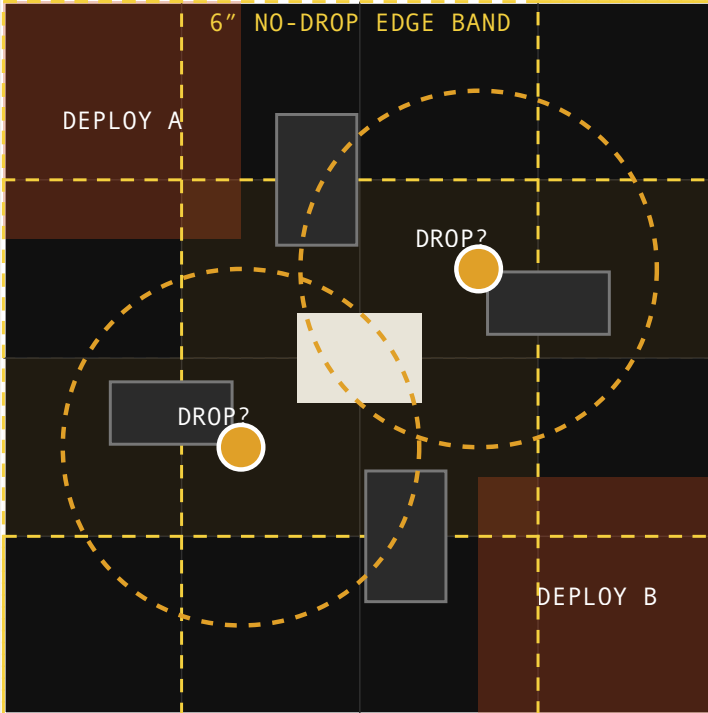 6″ NO-DROP EDGE BAND
DEPLOY A
DROP?
DROP?
DEPLOY B